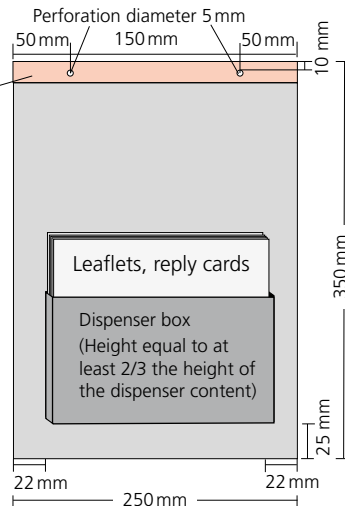 Perforation diameter 5 mm
50 mm
150 mm
50 mm
10 mm
350 mm
Leaflets, reply cards
Dispenser box
(Height equal to at
least 2/3 the height of
the dispenser content)
25 mm
22 mm
22 mm
250 mm